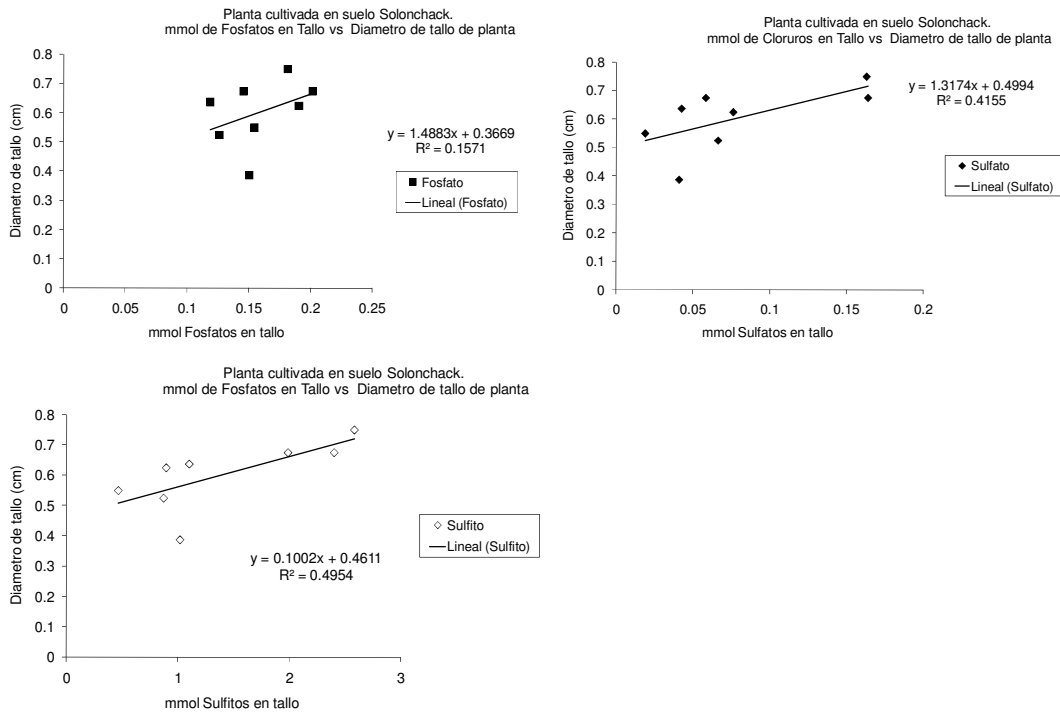 Planta cultivada en suelo Solonchack.
mmol de Fosfatos en Tallo vs Diametro de tallo de planta
0.8
0.7
0.6
0.5
0.4
0.3
0.2
0.1
0
Diametro de tallo (cm)
y = 1.4883x + 0.3669
R² = 0.1571
Fosfato
Lineal (Fosfato)
0 0.05 0.1 0.15 0.2 0.25
mmol Fosfatos en tallo
Planta cultivada en suelo Solonchack.
mmol de Cloruros en Tallo vs Diametro de tallo de planta
0.8
0.7
0.6
0.5
0.4
0.3
0.2
0.1
0
Diametro de tallo (cm)
y = 1.3174x + 0.4994
R² = 0.4155
Sulfato
Lineal (Sulfato)
0 0.05 0.1 0.15 0.2
mmol Sulfatos en tallo
Planta cultivada en suelo Solonchack.
mmol de Fosfatos en Tallo vs Diametro de tallo de planta
0.8
0.7
0.6
0.5
0.4
0.3
0.2
0.1
0
Diametro de tallo (cm)
Sulfito
Lineal (Sulfito)
y = 0.1002x + 0.4611
R² = 0.4954
0 1 2 3
mmol Sulfitos en tallo